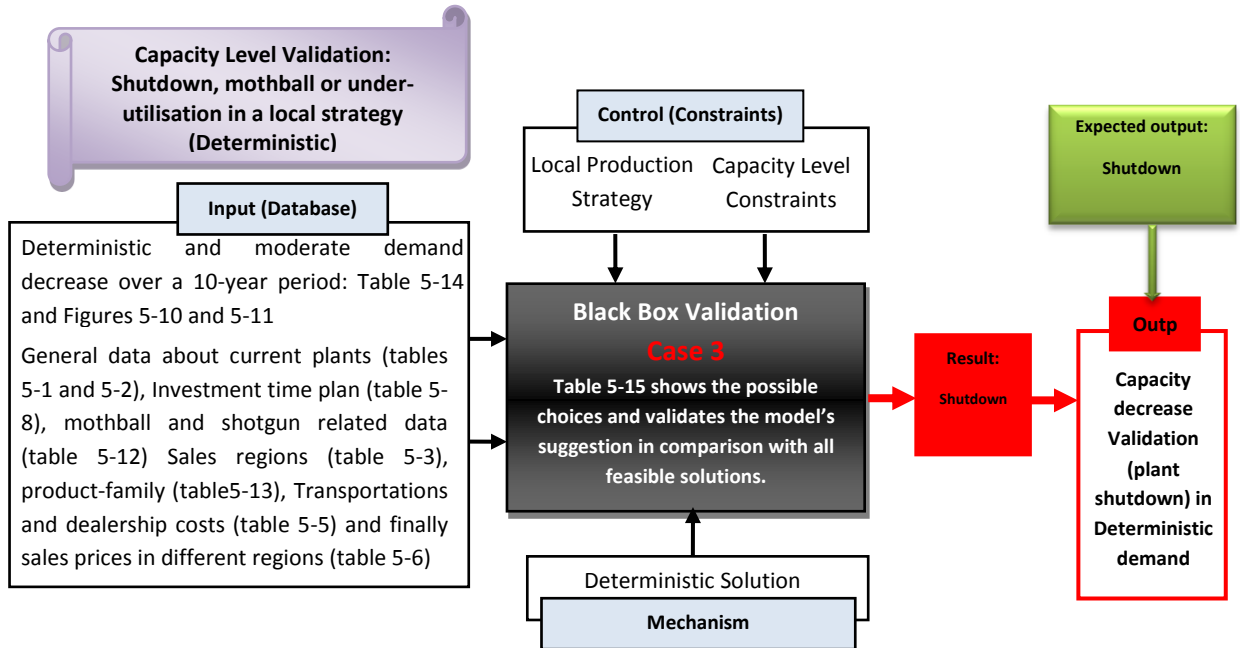 Capacity Level Validation:
Shutdown, mothball or under-
utilisation in a local strategy
(Deterministic)
Input (Database)
Deterministic and moderate demand
decrease over a 10-year period: Table 5-14
and Figures 5-10 and 5-11
General data about current plants (tables
5-1 and 5-2), Investment time plan (table 5-
8), mothball and shotgun related data
(table 5-12) Sales regions (table 5-3),
product-family (table5-13), Transportations
and dealership costs (table 5-5) and finally
sales prices in different regions (table 5-6)
Control (Constraints)
Local Production
Strategy
Capacity Level
Constraints
Black Box Validation
Case 3
Table 5-15 shows the possible
choices and validates the model's
suggestion in comparison with all
feasible solutions.
Deterministic Solution
Mechanism
Result:
Shutdown
Expected output:
Shutdown
Outp
Capacity
decrease
Validation
(plant
shutdown) in
Deterministic
demand